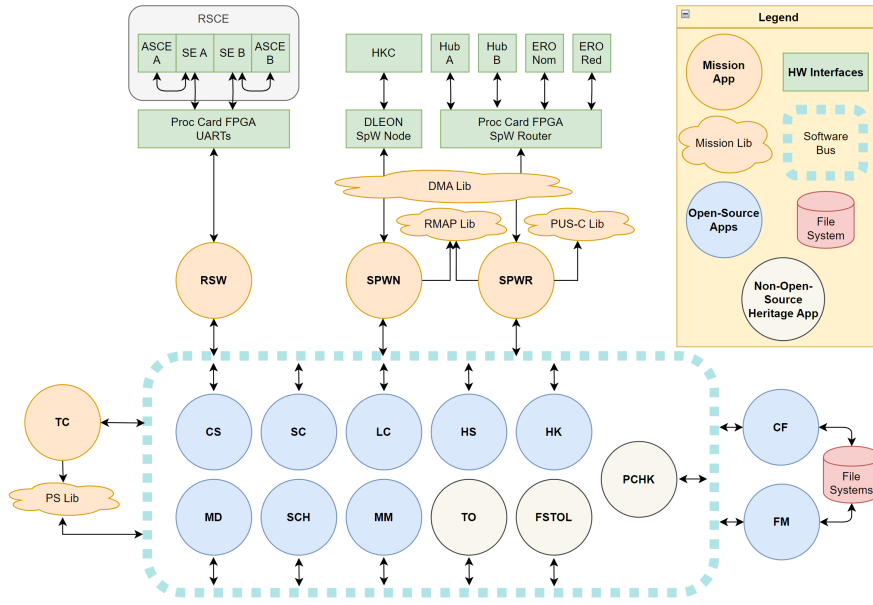 RSCE
ASCE
A
SE A
SE B
ASCE
B
HKC
Hub
A
Hub
B
ERO
Nom
ERO
Red
Proc Card FPGA
UARTs
DLEON
SpW Node
Proc Card FPGA
SpW Router
DMA Lib
RMAP Lib
PUS-C Lib
RSW
SPWN
SPWR
TC
PS Lib
CS
SC
LC
HS
HK
PCHK
MD
SCH
MM
TO
FSTOL
CF
File
Systems
FM
Legend
Mission
App
HW Interfaces
Mission Lib
Software
Bus
Open-Source
Apps
File
System
Non-Open-
Source
Heritage App